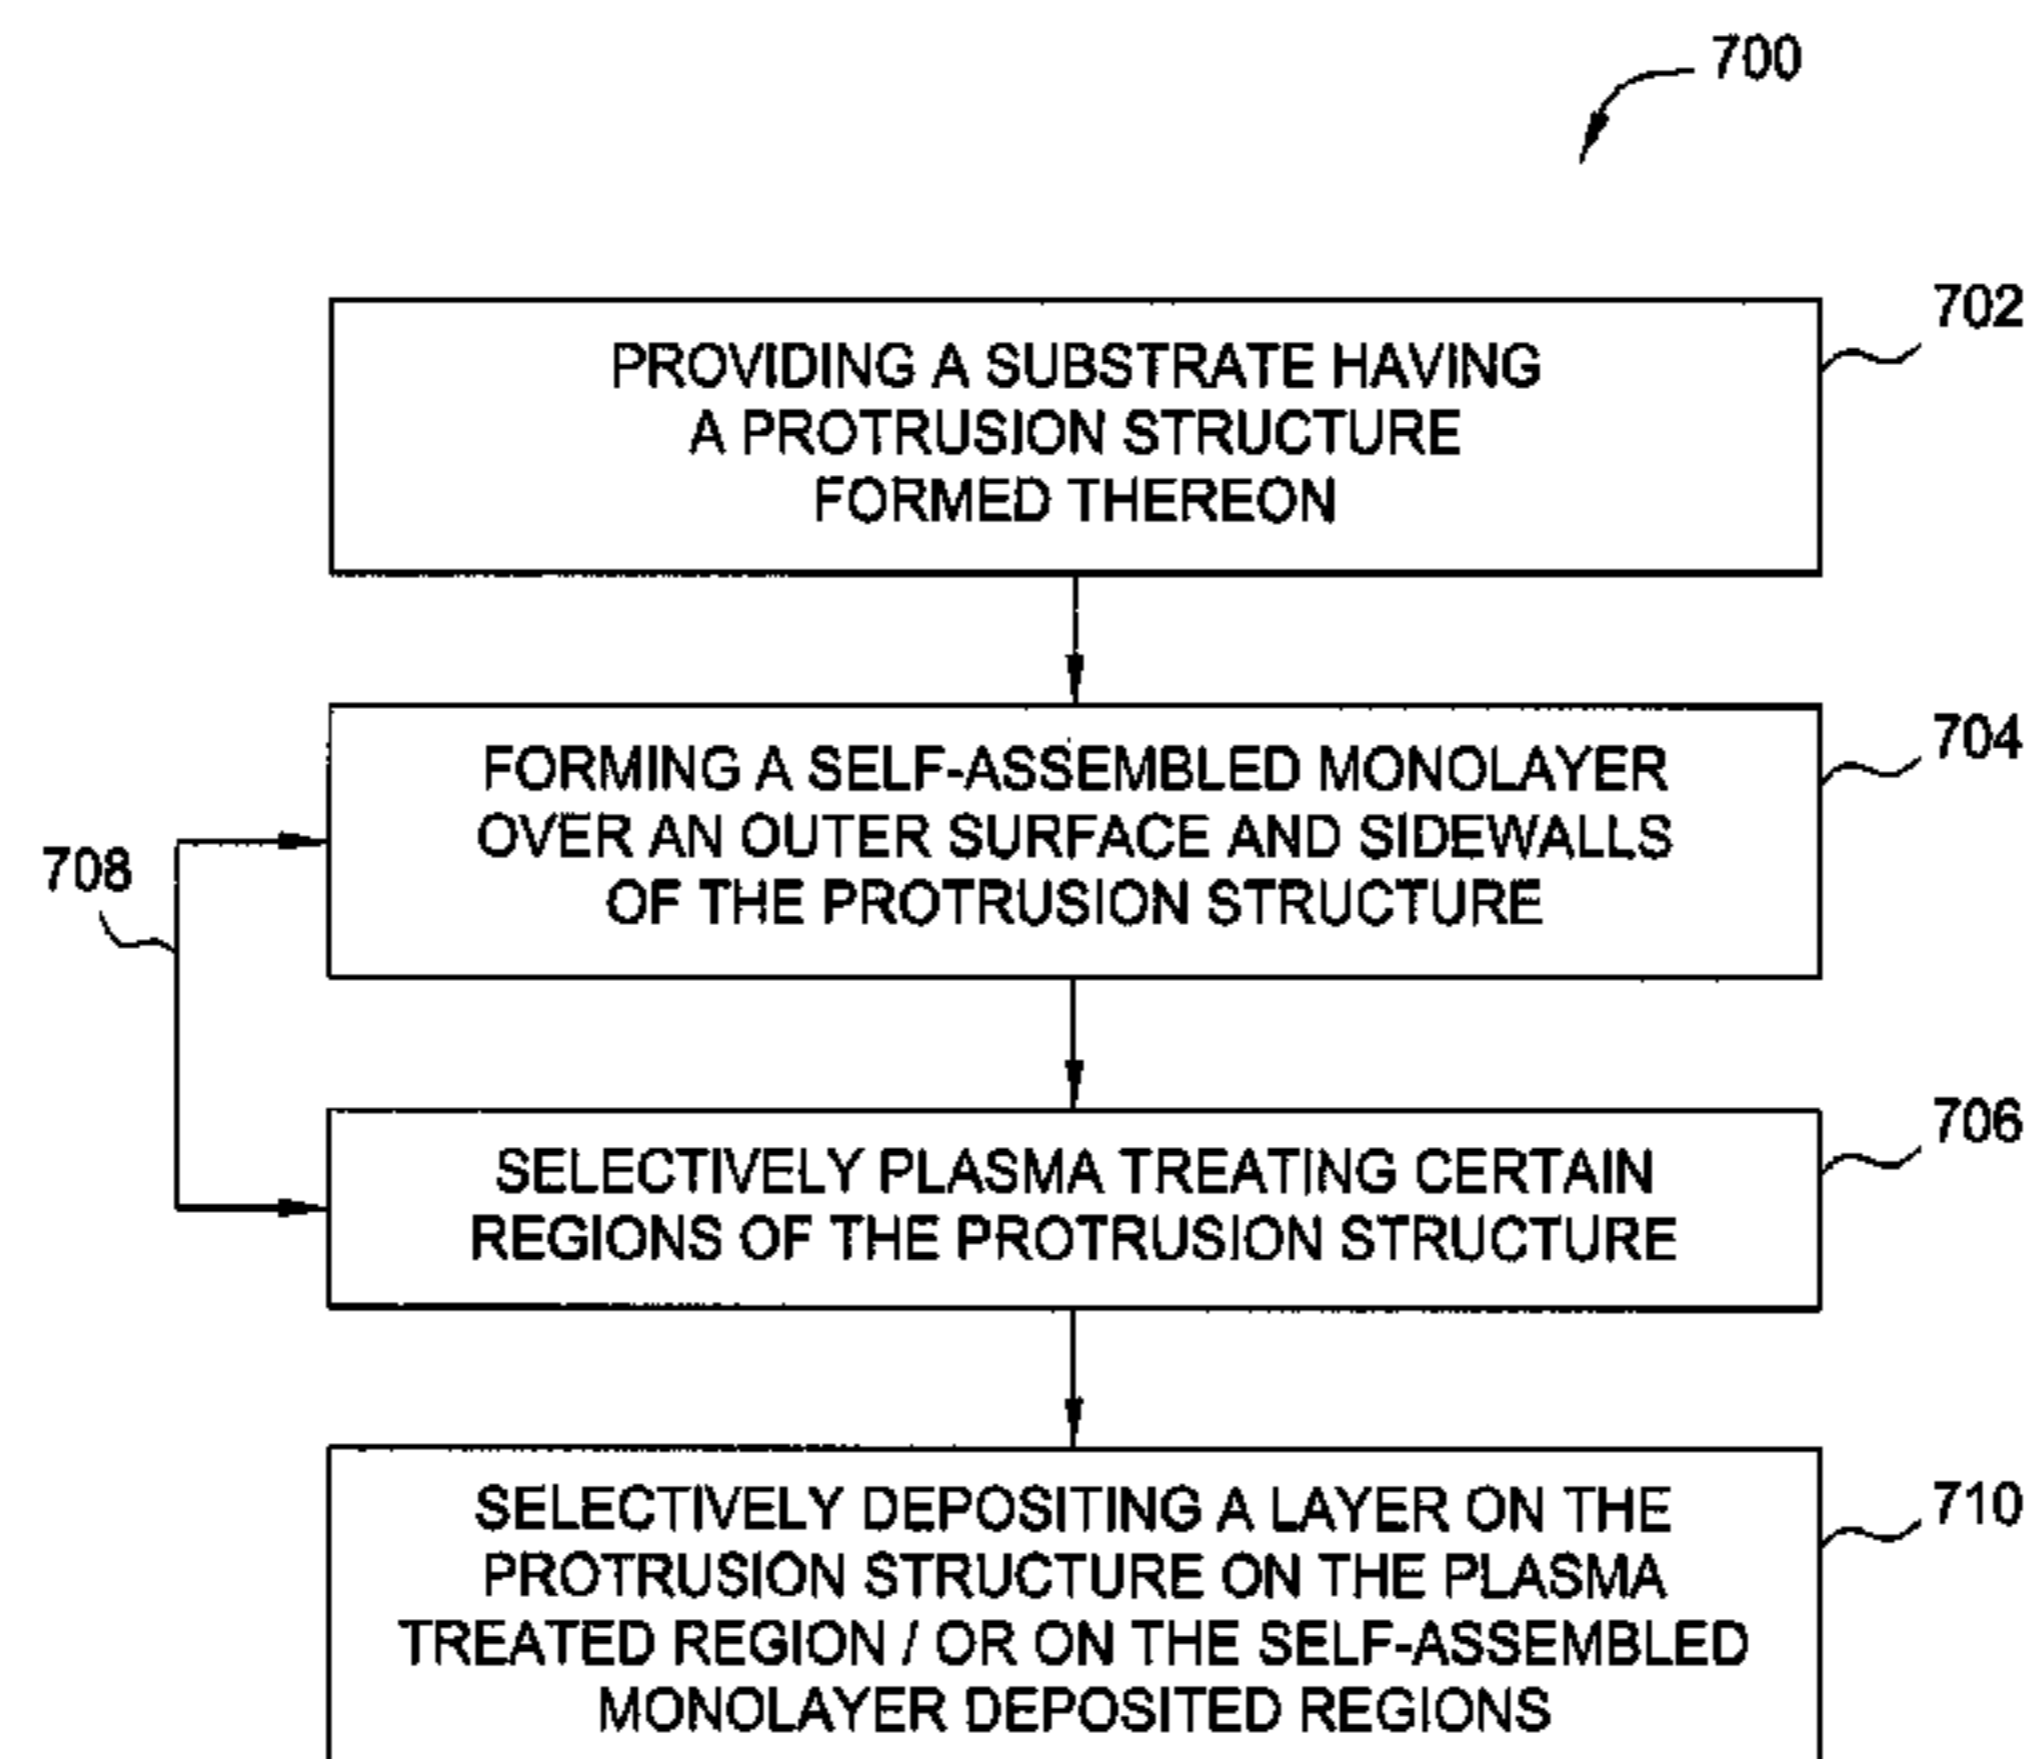 700
702
PROVIDING A SUBSTRATE HAVING
A PROTRUSION STRUCTURE
FORMED THEREON
704
FORMING A SELF-ASSEMBLED MONOLAYER
OVER AN OUTER SURFACE AND SIDEWALLS
OF THE PROTRUSION STRUCTURE
708
706
SELECTIVELY PLASMA TREATING CERTAIN
REGIONS OF THE PROTRUSION STRUCTURE
710
SELECTIVELY DEPOSITING A LAYER ON THE
PROTRUSION STRUCTURE ON THE PLASMA
TREATED REGION / OR ON THE SELF-ASSEMBLED
MONOLAYER DEPOSITED REGIONS